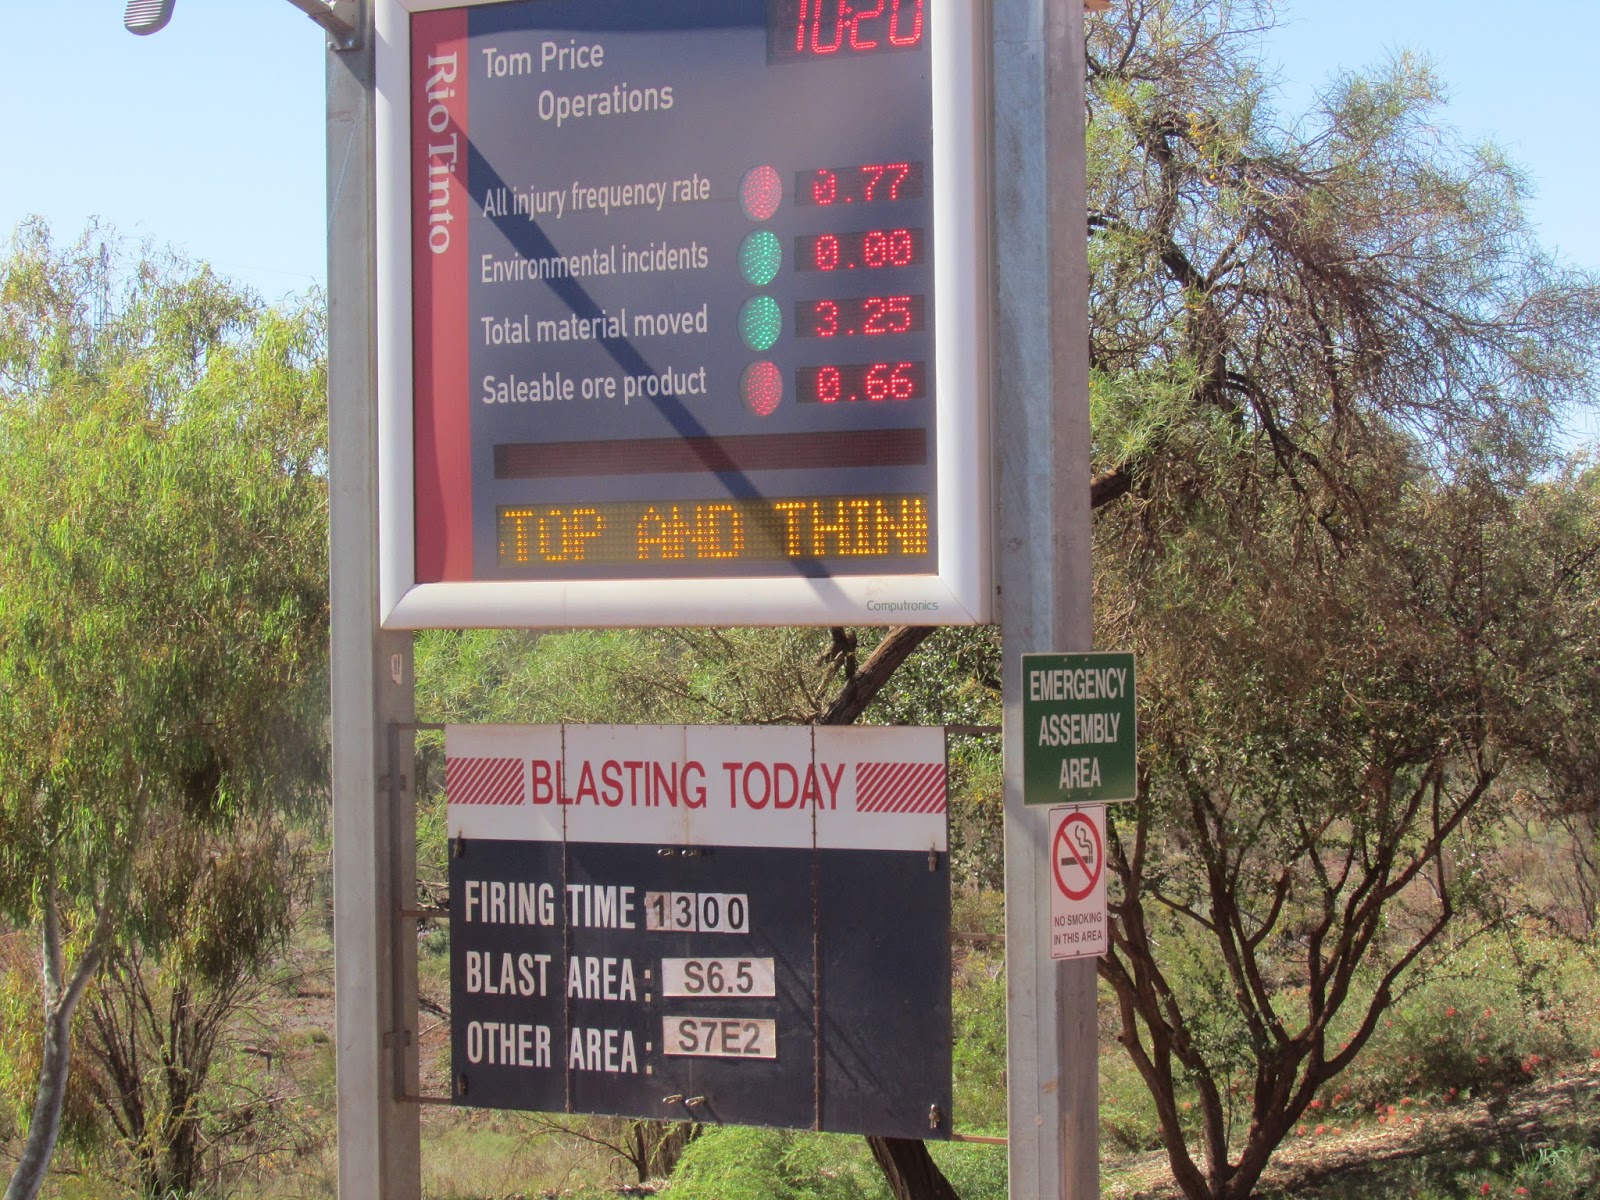 10:20
RioTinto
Tom Price
Operations
All injury frequency rate 0.77
Environmental incidents 0.00
Total material moved 3.25
Saleable ore product 0.66
TOP AND THIN
Computronics
EMERGENCY
ASSEMBLY
AREA
BLASTING TODAY
FIRING TIME 1300
BLAST AREA: S6.5
OTHER AREA: S7E2
NO SMOKING
IN THIS AREA